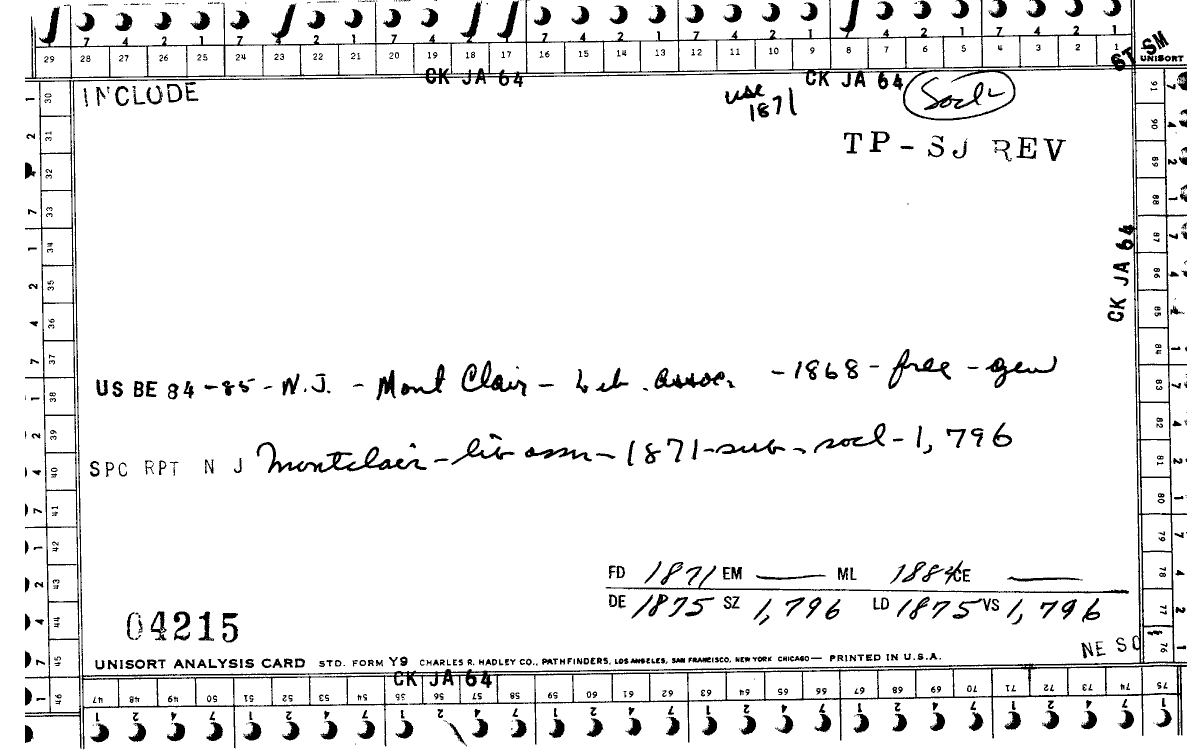 7 4 2 1 7 4 2 1 7 4 2 1 7 4 2 1 7 4 2 1 7 4 2 1
29 28 27 26 25 24 23 22 21 20 19 18 17 16 15 14 13 12 11 10 9 8 7 6 5 4 3 2 1
ST SM
UNISORT
CK JA 64 CK JA 64
INCLUDE
use
1871
Socl
TP-SJ REV
CK JA 64
US BE 84-85-N.J. - Mont Clair - Lib. Assoc. -1868- free - gen
SPC RPT N J Montclair - lib assn - 1871-sub-socl-1,796
FD 1871 EM ML 1884 CE
DE 1875 SZ 1,796 LD 1875 VS 1,796
04215
NE SO
UNISORT ANALYSIS CARD STD. FORM Y9 CHARLES R. HADLEY CO., PATHFINDERS, LOS ANGELES, SAN FRANCISCO, NEW YORK CHICAGO— PRINTED IN U.S.A.
CK JA 64
30 31 32 33 34 35 36 37 38 39 40 41 42 43 44 45 46
47 48 49 50 51 52 53 54 55 56 57 58 59 60 61 62 63 64 65 66 67 68 69 70 71 72 73 74 75
76 77 78 79 80 81 82 83 84 85 86 87 88 89 90 91